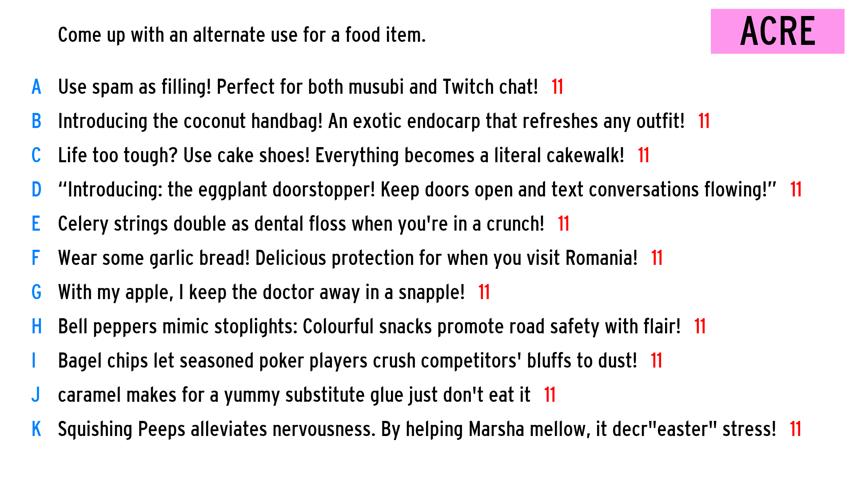 Come up with an alternate use for a food item.
ACRE
A Use spam as filling! Perfect for both musubi and Twitch chat! 11
B Introducing the coconut handbag! An exotic endocarp that refreshes any outfit! 11
C Life too tough? Use cake shoes! Everything becomes a literal cakewalk! 11
D “Introducing: the eggplant doorstopper! Keep doors open and text conversations flowing!” 11
E Celery strings double as dental floss when you're in a crunch! 11
F Wear some garlic bread! Delicious protection for when you visit Romania! 11
G With my apple, I keep the doctor away in a snapple! 11
H Bell peppers mimic stoplights: Colourful snacks promote road safety with flair! 11
I Bagel chips let seasoned poker players crush competitors' bluffs to dust! 11
J caramel makes for a yummy substitute glue just don't eat it 11
K Squishing Peeps alleviates nervousness. By helping Marsha mellow, it decr"easter" stress! 11